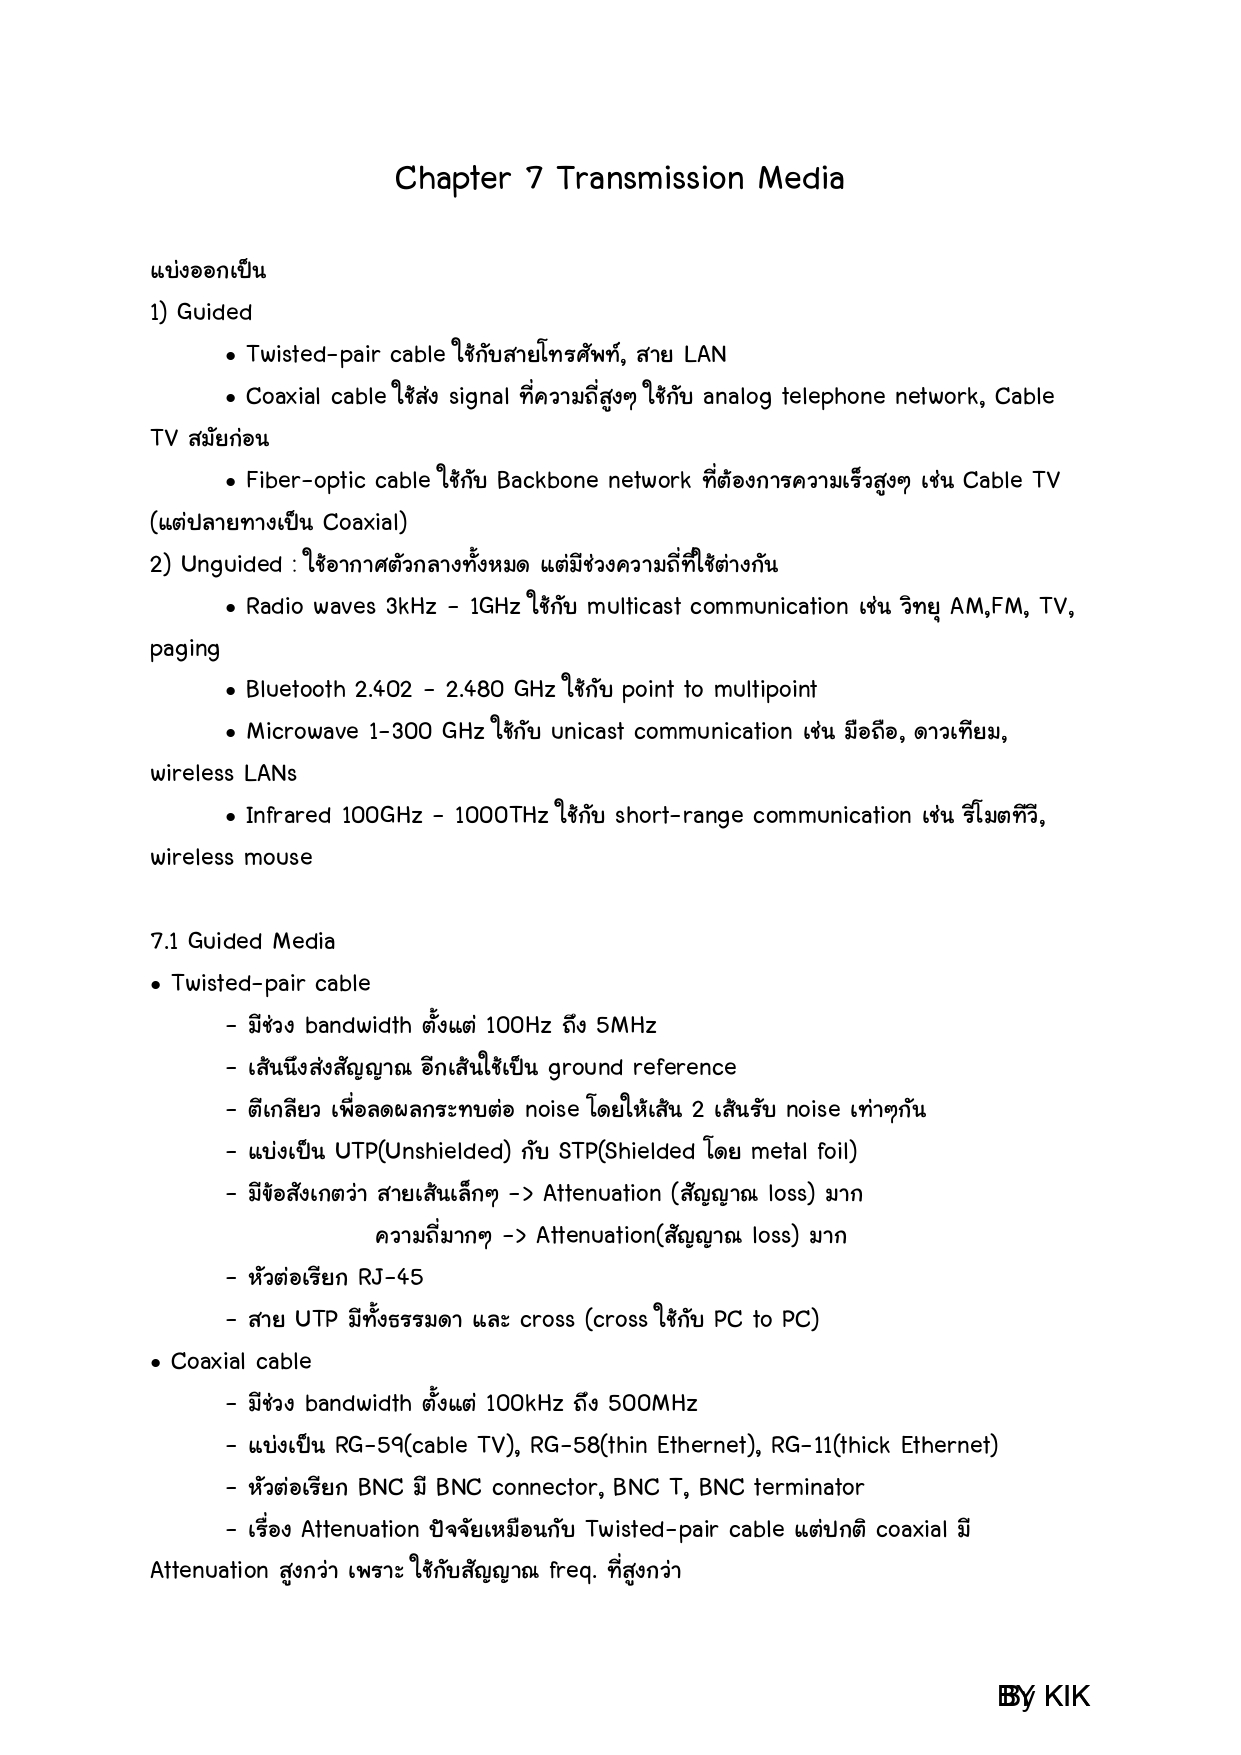 Chapter 7 Transmission Media
แบ่งออกเป็น
1) Guided
• Twisted-pair cable ใช้กับสายโทรศัพท์, สาย LAN
• Coaxial cable ใช้ส่ง signal ที่ความถี่สูงๆ ใช้กับ analog telephone network, Cable
TV สมัยก่อน
• Fiber-optic cable ใช้กับ Backbone network ที่ต้องการความเร็วสูงๆ เช่น Cable TV
(แต่ปลายทางเป็น Coaxial)
2) Unguided : ใช้อากาศตัวกลางทั้งหมด แต่มีช่วงความถี่ที่ใช้ต่างกัน
• Radio waves 3kHz - 1GHz ใช้กับ multicast communication เช่น วิทยุ AM,FM, TV,
paging
• Bluetooth 2.402 - 2.480 GHz ใช้กับ point to multipoint
• Microwave 1-300 GHz ใช้กับ unicast communication เช่น มือถือ, ดาวเทียม,
wireless LANs
• Infrared 100GHz - 1000THz ใช้กับ short-range communication เช่น รีโมตทีวี,
wireless mouse
7.1 Guided Media
• Twisted-pair cable
- มีช่วง bandwidth ตั้งแต่ 100Hz ถึง 5MHz
- เส้นนึงส่งสัญญาณ อีกเส้นใช้เป็น ground reference
- ตีเกลียว เพื่อลดผลกระทบต่อ noise โดยให้เส้น 2 เส้นรับ noise เท่าๆกัน
- แบ่งเป็น UTP(Unshielded) กับ STP(Shielded โดย metal foil)
- มีข้อสังเกตว่า สายเส้นเล็กๆ -> Attenuation (สัญญาณ loss) มาก
ความถี่มากๆ -> Attenuation(สัญญาณ loss) มาก
- หัวต่อเรียก RJ-45
- สาย UTP มีทั้งธรรมดา และ cross (cross ใช้กับ PC to PC)
• Coaxial cable
- มีช่วง bandwidth ตั้งแต่ 100kHz ถึง 500MHz
- แบ่งเป็น RG-59(cable TV), RG-58(thin Ethernet), RG-11(thick Ethernet)
- หัวต่อเรียก BNC มี BNC connector, BNC T, BNC terminator
- เรื่อง Attenuation ปัจจัยเหมือนกับ Twisted-pair cable แต่ปกติ coaxial มี
Attenuation สูงกว่า เพราะ ใช้กับสัญญาณ freq. ที่สูงกว่า
By KIK